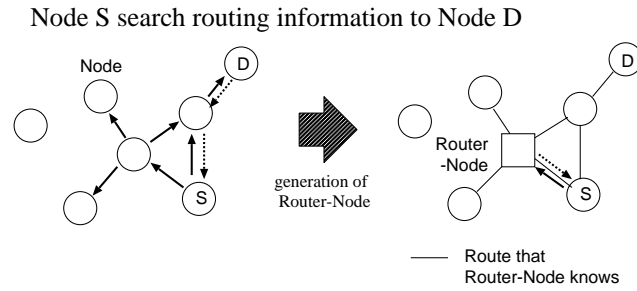 Node S search routing information to Node D
Node
D
S
generation of
Router-Node
D
Router
-Node
S
Route that
Router-Node knows